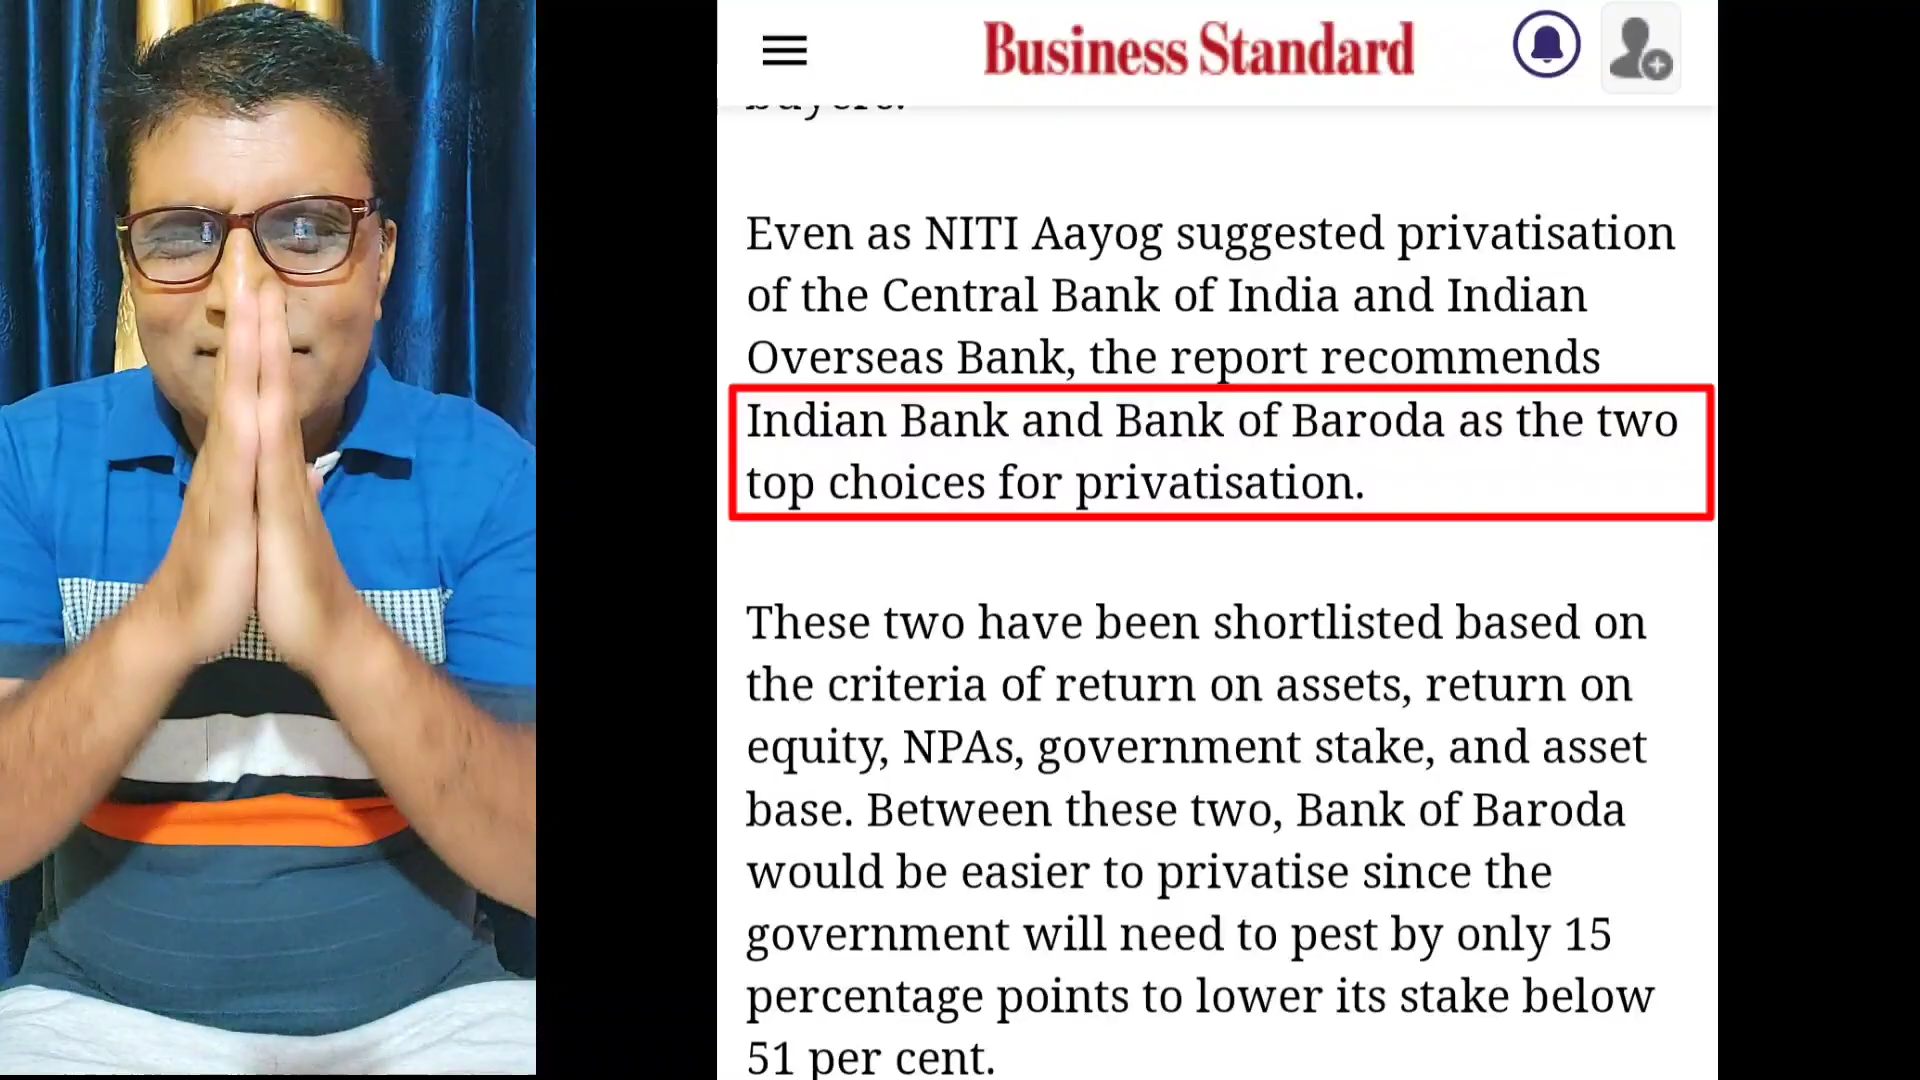 Business Standard
buyers.
Even as NITI Aayog suggested privatisation
of the Central Bank of India and Indian
Overseas Bank, the report recommends
Indian Bank and Bank of Baroda as the two
top choices for privatisation.
These two have been shortlisted based on
the criteria of return on assets, return on
equity, NPAs, government stake, and asset
base. Between these two, Bank of Baroda
would be easier to privatise since the
government will need to pest by only 15
percentage points to lower its stake below
51 per cent.